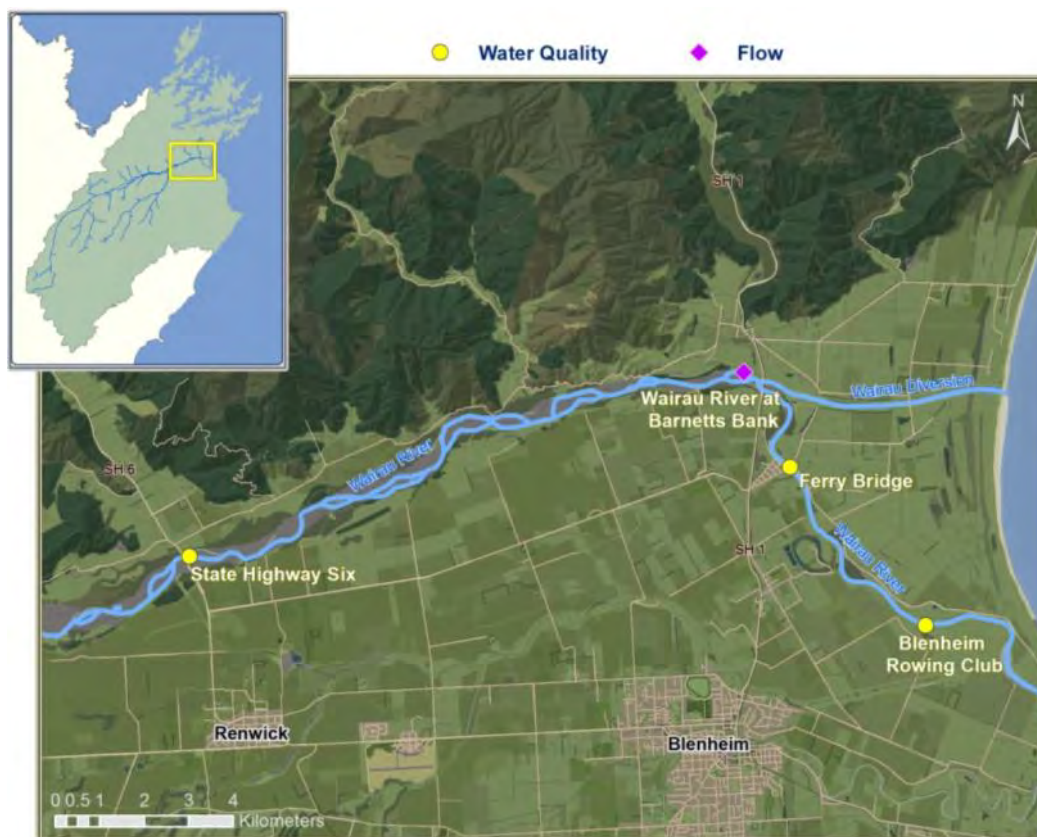 Water Quality
Flow
N
SH 1
Wairau Diversion
Wairau River at
Barnetts Bank
Wairau River
SH 6
Ferry Bridge
State Highway Six
SH 1
Wairau River
Blenheim
Rowing Club
Renwick
Blenheim
0 0.5 1 2 3 4
Kilometers